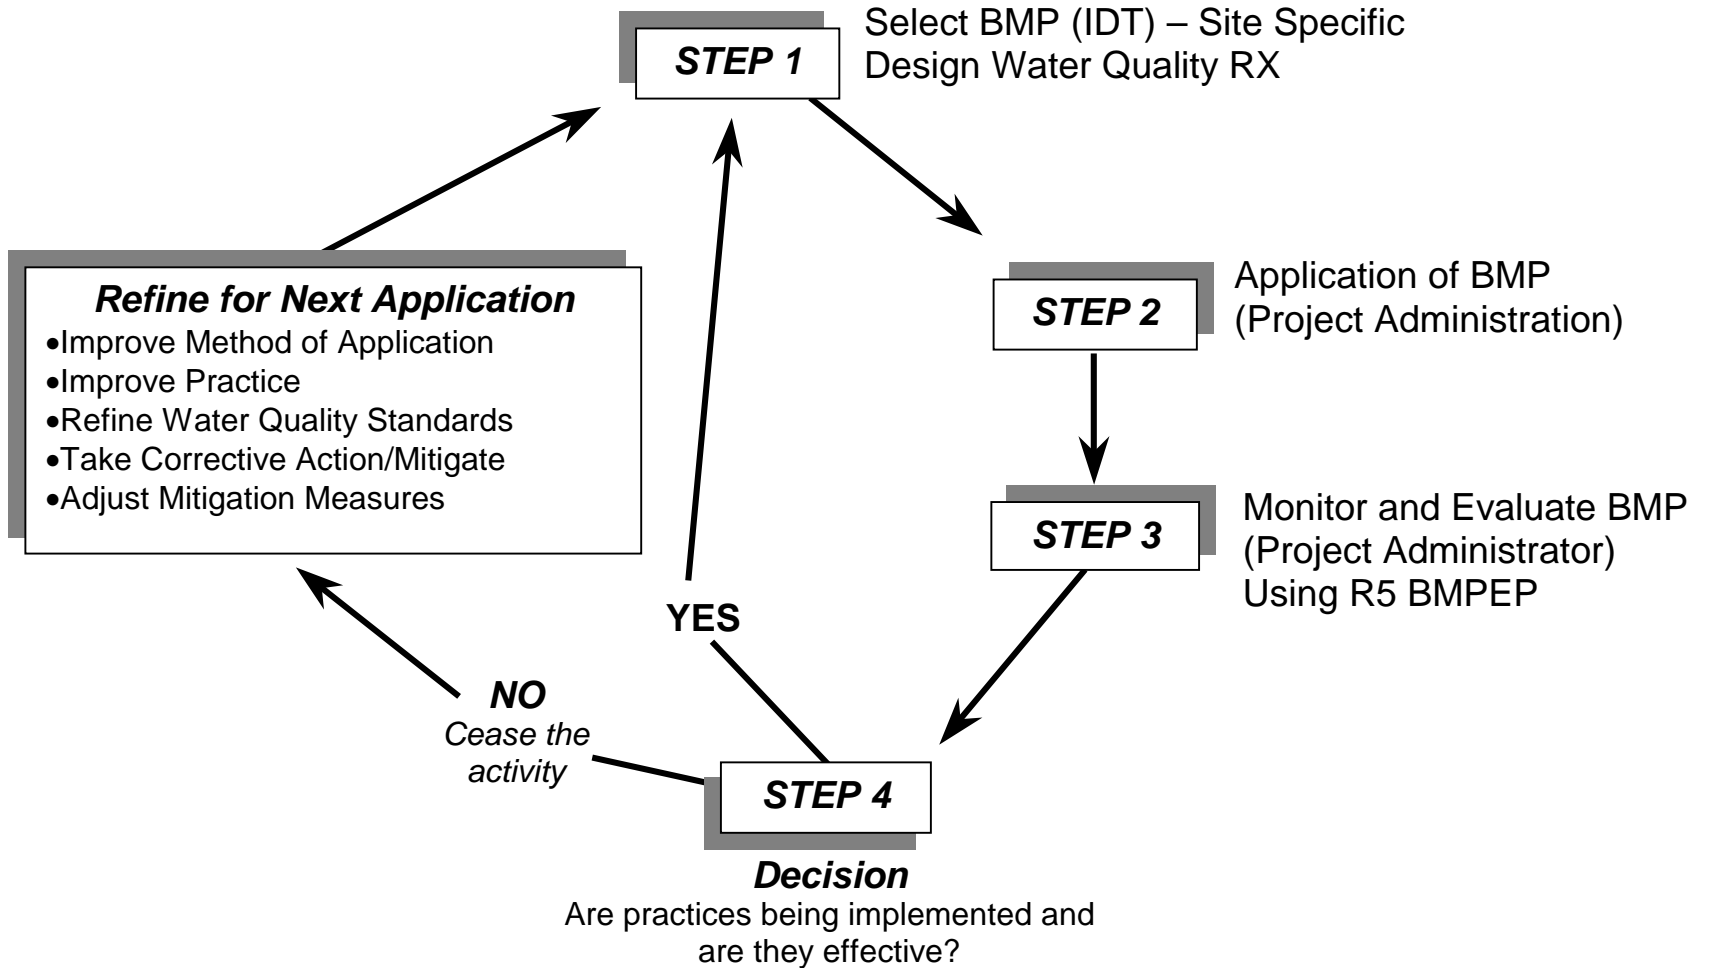 STEP 1
Select BMP (IDT) – Site Specific
Design Water Quality RX
STEP 2
Application of BMP
(Project Administration)
STEP 3
Monitor and Evaluate BMP
(Project Administrator)
Using R5 BMPEP
STEP 4
Decision
Are practices being implemented and
are they effective?
YES
NO
Cease the
activity
Refine for Next Application
•Improve Method of Application
•Improve Practice
•Refine Water Quality Standards
•Take Corrective Action/Mitigate
•Adjust Mitigation Measures